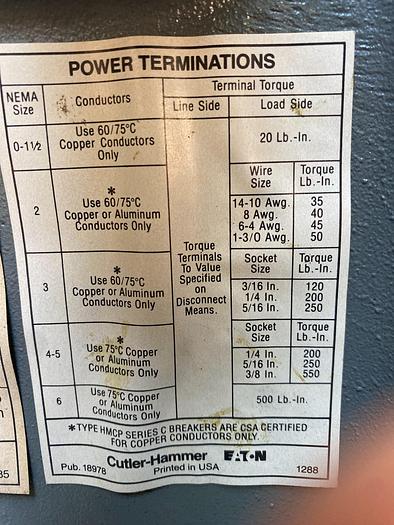 POWER TERMINATIONS
NEMA Size Conductors Terminal Torque
Line Side Load Side
0-1½ Use 60/75°C Copper Conductors Only 20 Lb.-In.
2 * Use 60/75°C Copper or Aluminum Conductors Only
Wire Size Torque Lb.-In.
14-10 Awg. 35
8 Awg. 40
6-4 Awg. 45
1-3/0 Awg. 50
Torque Terminals To Value Specified on Disconnect Means.
3 * Use 60/75°C Copper or Aluminum Conductors Only
Socket Size Torque Lb.-In.
3/16 In. 120
1/4 In. 200
5/16 In. 250
4-5 * Use 75°C Copper or Aluminum Conductors Only
Socket Size Torque Lb.-In.
1/4 In. 200
5/16 In. 250
3/8 In. 550
6 Use 75°C Copper or Aluminum Conductors Only 500 Lb.-In.
*TYPE HMCP SERIES C BREAKERS ARE CSA CERTIFIED
FOR COPPER CONDUCTORS ONLY.
Cutler-Hammer EATON
Pub. 18978 Printed in USA 1288